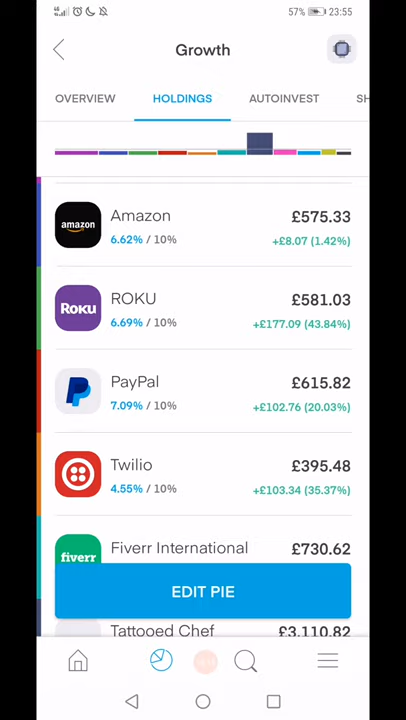 57% 23:55
Growth
OVERVIEW HOLDINGS AUTOINVEST SH
amazon
Amazon £575.33
6.62% / 10% +£8.07 (1.42%)
ROKU
ROKU £581.03
6.69% / 10% +£177.09 (43.84%)
PayPal £615.82
7.09% / 10% +£102.76 (20.03%)
Twilio £395.48
4.55% / 10% +£103.34 (35.37%)
fiverr
Fiverr International £730.62
EDIT PIE
Tattooed Chef £3,110.82